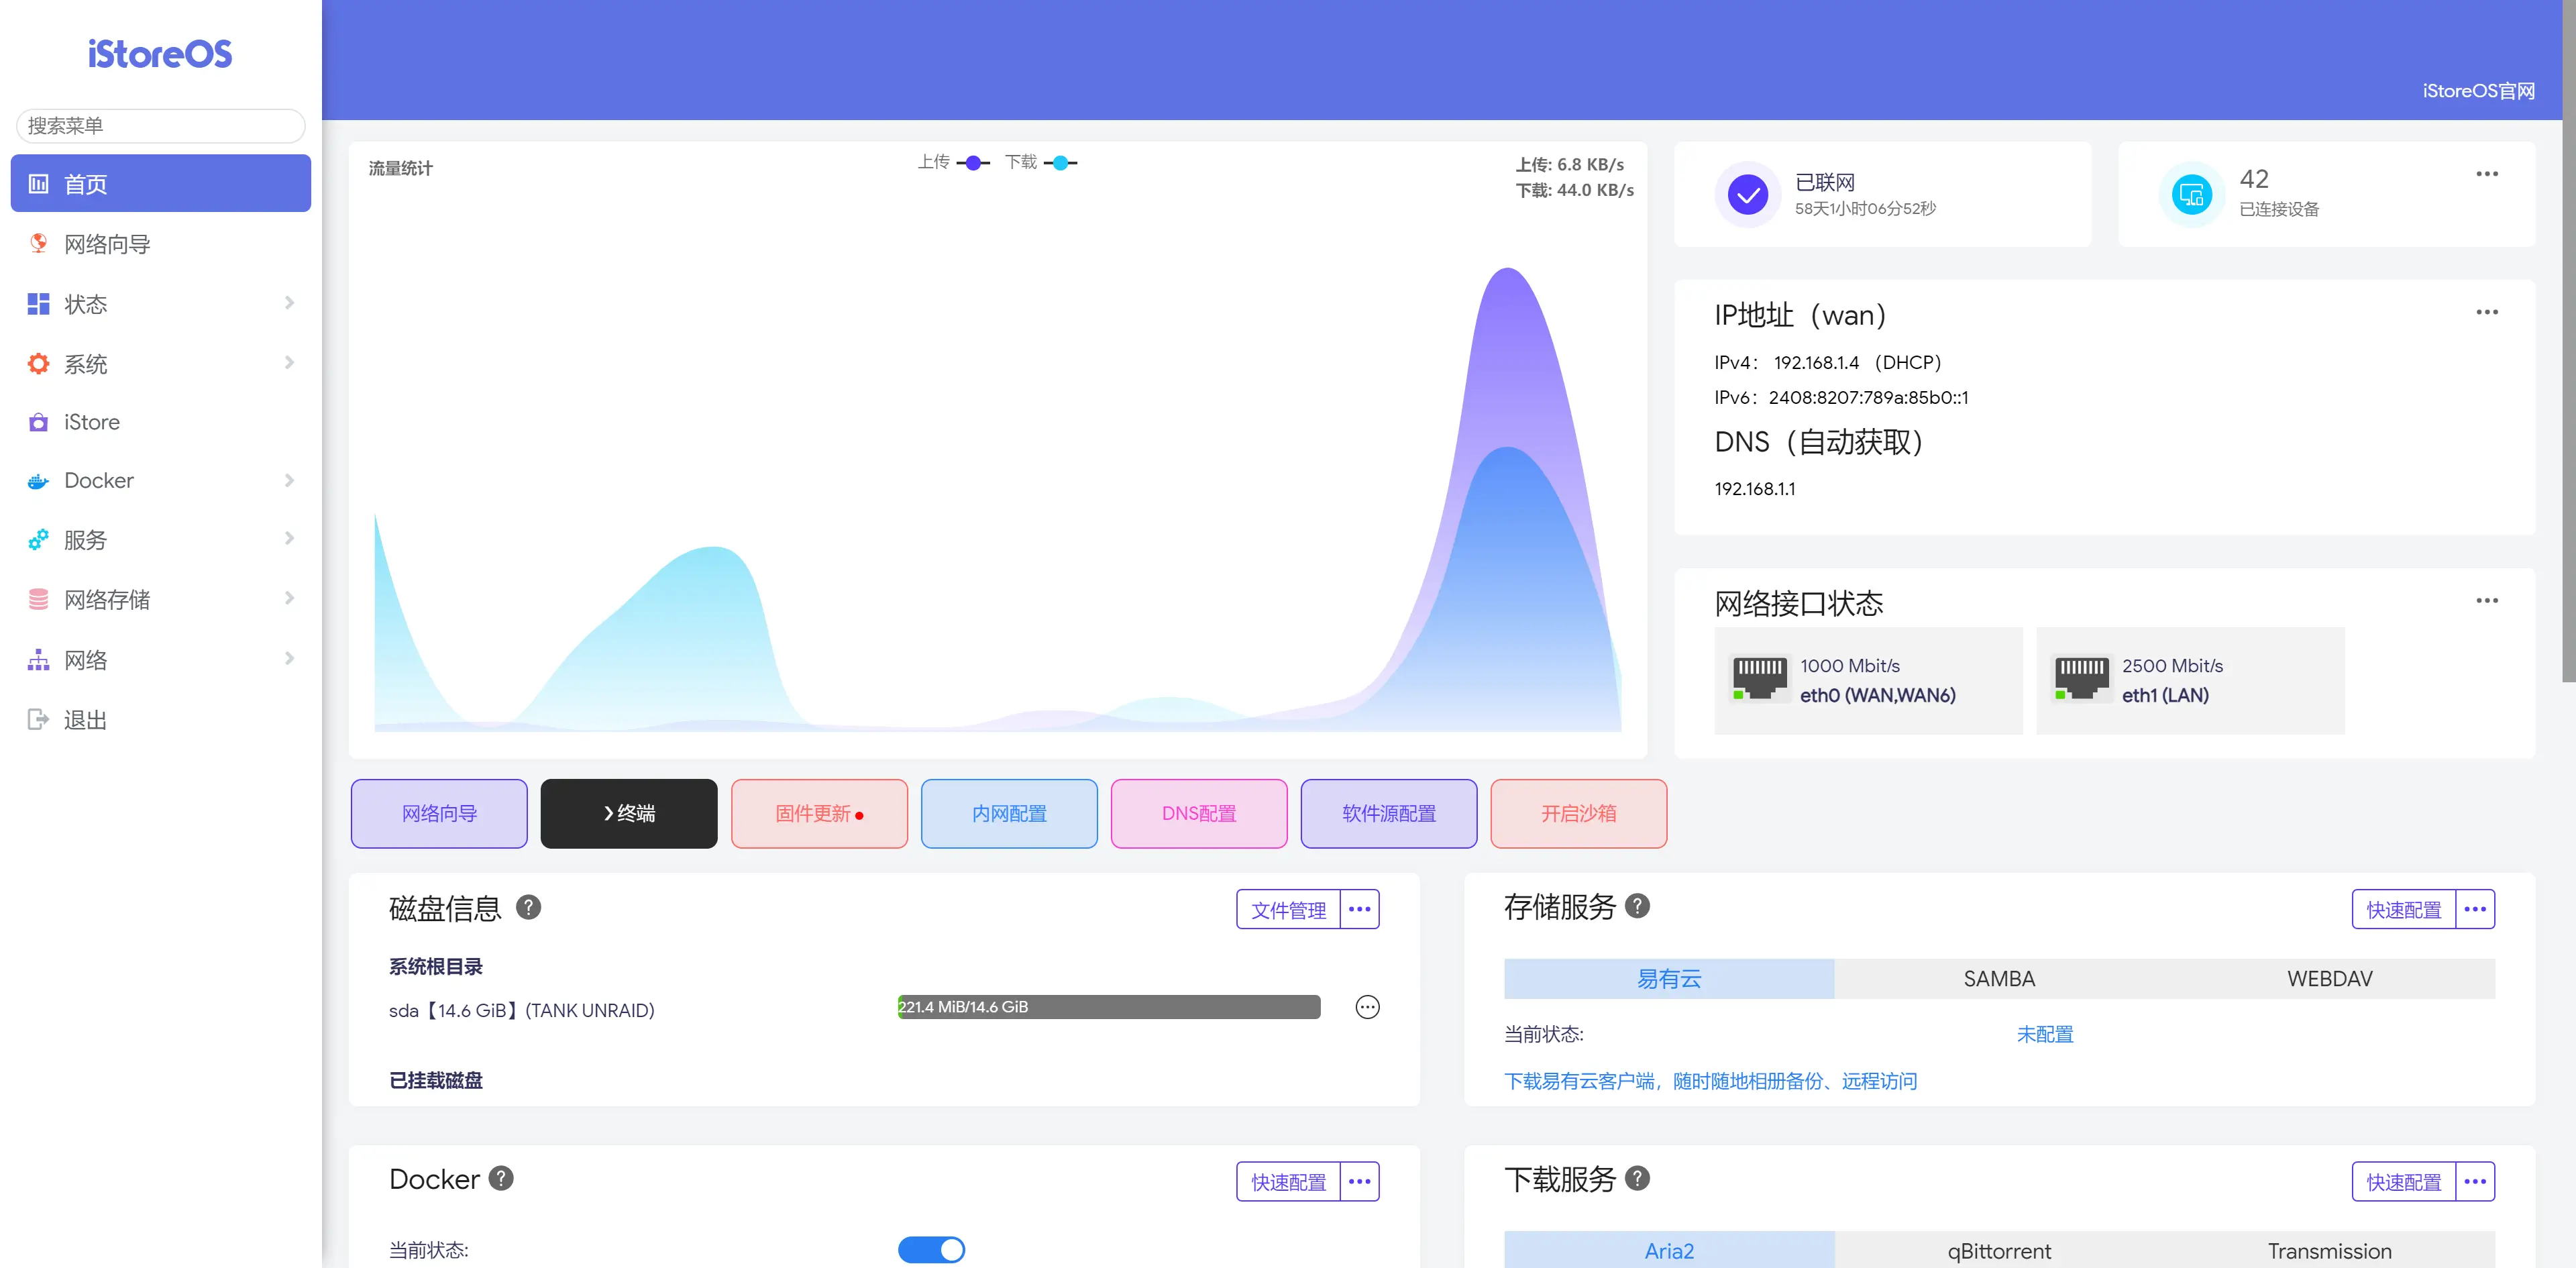 iStoreOS
搜索菜单
首页
网络向导
状态
系统
iStore
Docker
服务
网络存储
网络
退出
iStoreOS官网
流量统计
上传 下载
上传: 6.8 KB/s
下载: 44.0 KB/s
已联网
58天1小时06分52秒
42
已连接设备
IP地址（wan）
IPv4： 192.168.1.4 （DHCP）
IPv6：2408:8207:789a:85b0::1
DNS（自动获取）
192.168.1.1
网络接口状态
1000 Mbit/s
eth0 (WAN,WAN6)
2500 Mbit/s
eth1 (LAN)
网络向导
终端
固件更新
内网配置
DNS配置
软件源配置
开启沙箱
磁盘信息 ?
文件管理
系统根目录
sda【14.6 GiB】(TANK UNRAID)
221.4 MiB/14.6 GiB
已挂载磁盘
存储服务 ?
快速配置
易有云 SAMBA WEBDAV
当前状态: 未配置
下载易有云客户端，随时随地相册备份、远程访问
Docker ?
快速配置
当前状态:
下载服务 ?
快速配置
Aria2 qBittorrent Transmission